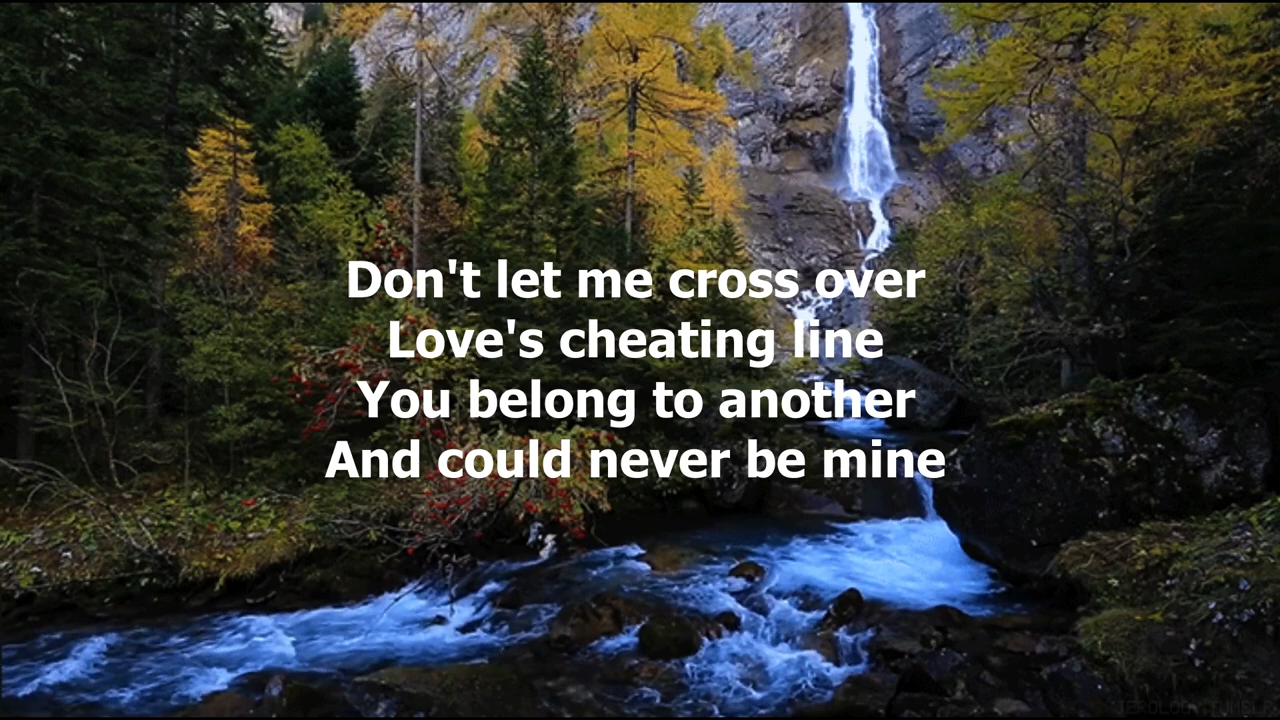 Don't let me cross over
Love's cheating line
You belong to another
And could never be mine